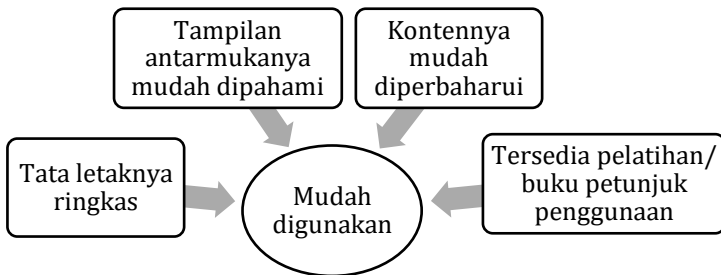 Tampilan
antarmukanya
mudah dipahami
Kontennya
mudah
diperbaharui
Tata letaknya
ringkas
Mudah
digunakan
Tersedia pelatihan/
buku petunjuk
penggunaan